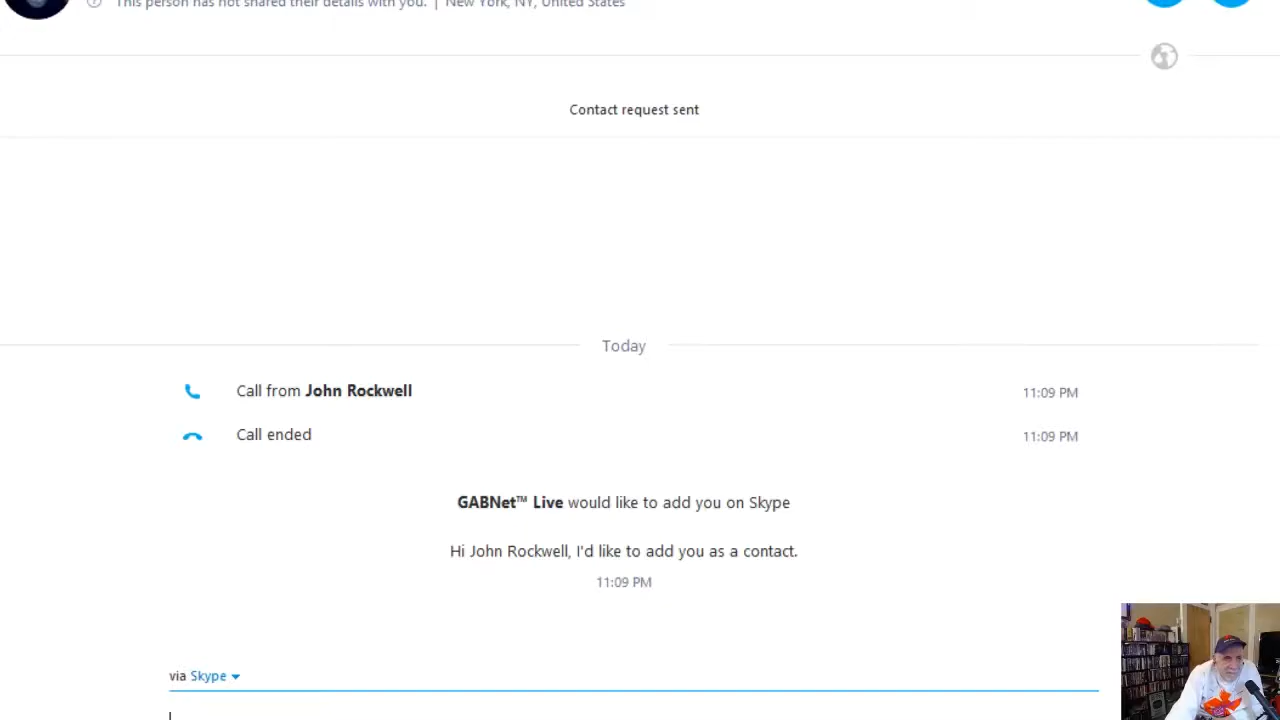 This person has not shared their details with you. | New York, NY, United States
Contact request sent
Today
Call from John Rockwell 11:09 PM
Call ended 11:09 PM
GABNet™ Live would like to add you on Skype
Hi John Rockwell, I'd like to add you as a contact.
11:09 PM
via Skype